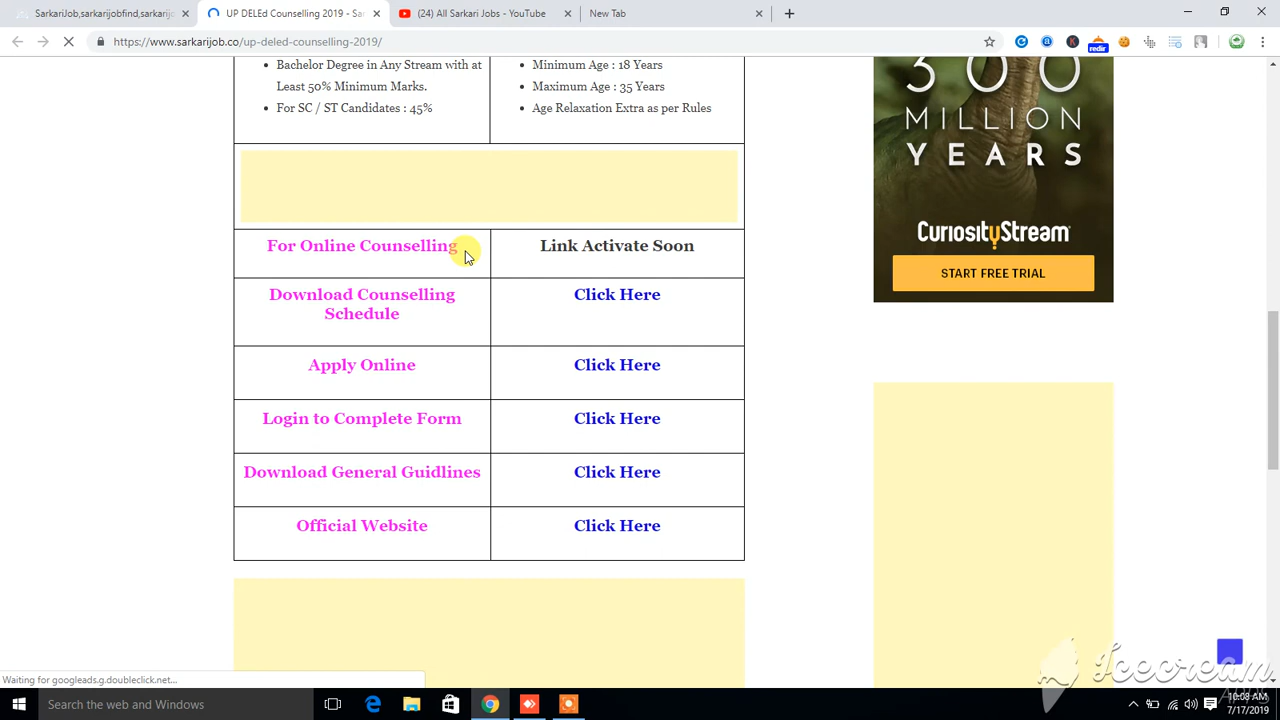 SarkariJob,sarkarijobfind,sarkarij
UP DELEd Counselling 2019 - Sar
(24) All Sarkari Jobs - YouTube
New Tab
https://www.sarkarijob.co/up-deled-counselling-2019/
redir
Bachelor Degree in Any Stream with at
Least 50% Minimum Marks.
For SC / ST Candidates : 45%
Minimum Age : 18 Years
Maximum Age : 35 Years
Age Relaxation Extra as per Rules
300
MILLION
YEARS
CuriosityStream
START FREE TRIAL
For Online Counselling
Link Activate Soon
Download Counselling
Schedule
Click Here
Apply Online
Click Here
Login to Complete Form
Click Here
Download General Guidlines
Click Here
Official Website
Click Here
Waiting for googleads.g.doubleclick.net...
Icecream
APPS
Search the web and Windows
10:08 AM
7/17/2019